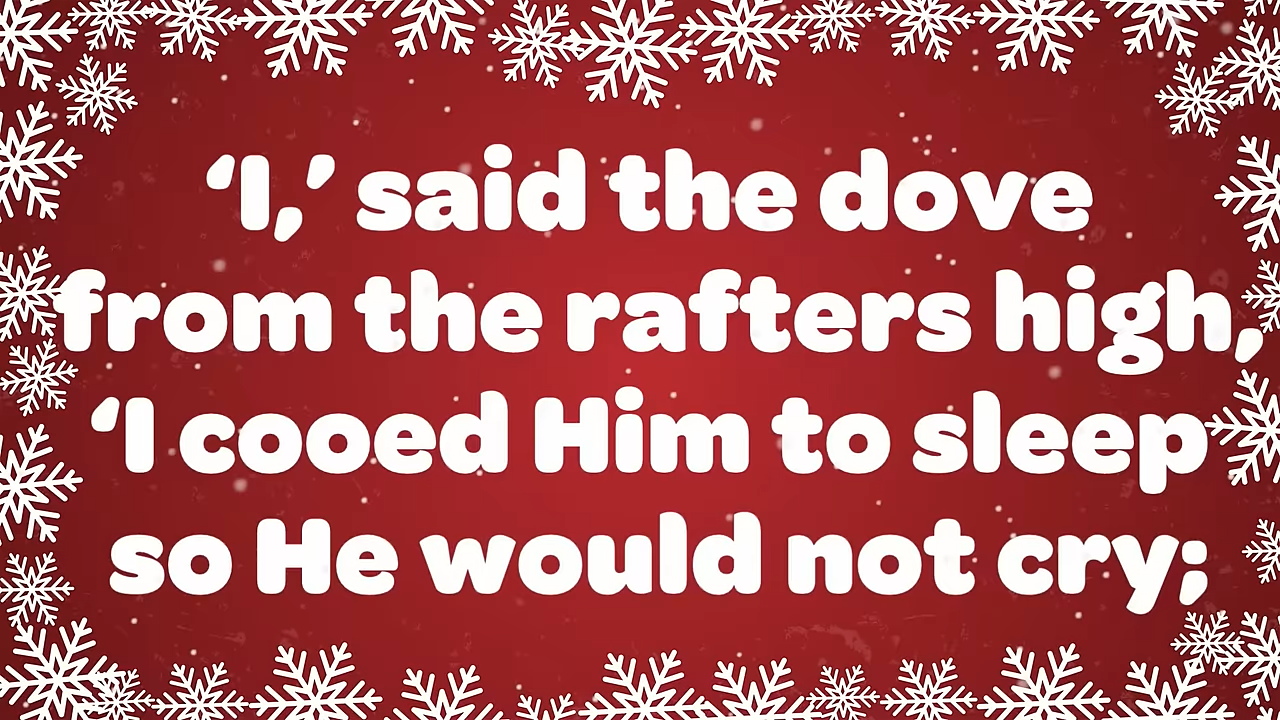 ‘I,’ said the dove
from the rafters high,
‘I cooed Him to sleep
so He would not cry;